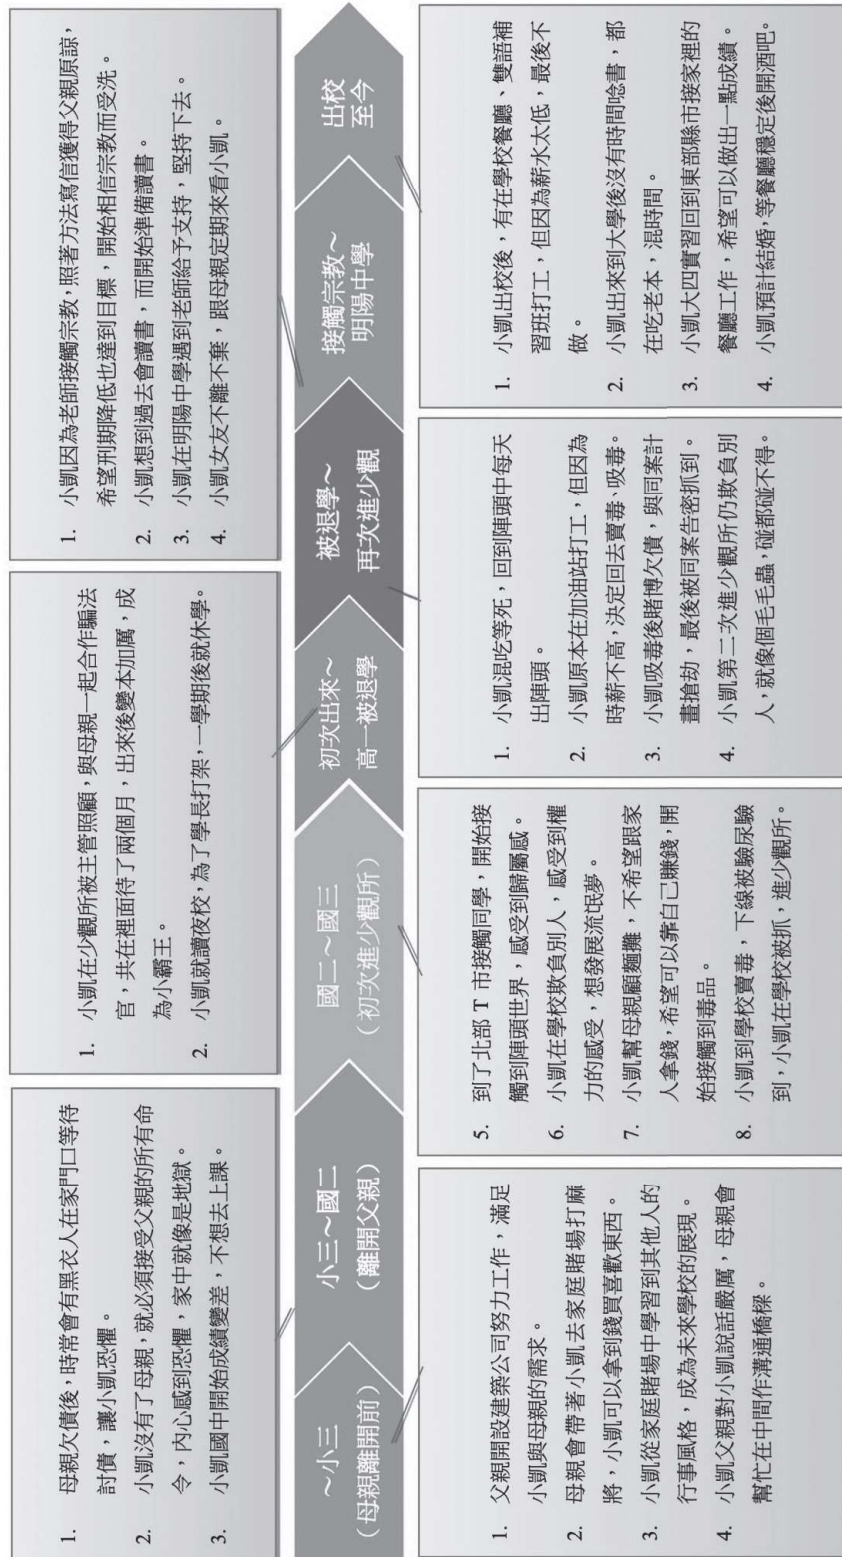 1. 母親欠債後，時常會有黑衣人在家門口等待
討債，讓小凱恐懼。
2. 小凱沒有了母親，就必須接受父親的所有命
令，內心感到恐懼，家中就像是地獄。
3. 小凱國中開始成績變差，不想去上課。
1. 小凱在少觀所被主管照顧，與母親一起合作騙法
官，共在裡面待了兩個月，出來後變本加厲，成
為小霸王。
2. 小凱就讀夜校，為了學長打架，一學期後就休學。
1. 小凱因為老師接觸宗教，照著方法寫信獲得父親原諒，
希望刑期降低也達到目標，開始相信宗教而受洗。
2. 小凱想到過去會讀書，而開始準備讀書。
3. 小凱在明陽中學遇到老師給予支持，堅持下去。
4. 小凱女友不離不棄，跟母親定期來看小凱。
～小三
（母親離開前）
小三～國二
（離開父親）
國二～國三
（初次進少觀所）
初次出來～
高一被退學
被退學～
再次進少觀
接觸宗教～
明陽中學
出校
至今
1. 父親開設建築公司努力工作，滿足
小凱與母親的需求。
2. 母親會帶著小凱去家庭賭場打麻
將，小凱可以拿到錢買喜歡東西。
3. 小凱從家庭賭場中學習到其他人的
行事風格，成為未來學校的展現。
4. 小凱父親對小凱說話嚴厲，母親會
幫忙在中間作溝通橋樑。
5. 到了北部 T 市接觸同學，開始接
觸到陣頭世界，感受到歸屬感。
6. 小凱在學校欺負別人，感受到權
力的感受，想發展流氓夢。
7. 小凱幫母親顧麵攤，不希望跟家
人拿錢，希望可以靠自己賺錢，開
始接觸到毒品。
8. 小凱到學校賣毒，下線被驗尿驗
到，小凱在學校被抓，進少觀所。
1. 小凱混吃等死，回到陣頭中每天
出陣頭。
2. 小凱原本在加油站打工，但因為
時薪不高，決定回去賣毒、吸毒。
3. 小凱吸毒後賭博欠債，與同案計
畫搶劫，最後被同案告密抓到。
4. 小凱第二次進少觀所仍欺負別
人，就像個毛毛蟲，碰都碰不得。
1. 小凱出校後，有在學校餐廳、雙語補
習班打工，但因為薪水太低，最後不
做。
2. 小凱出來到大學後沒有時間唸書，都
在吃老本，混時間。
3. 小凱大四實習回到東部縣市接家裡的
餐廳工作，希望可以做出一點成績。
4. 小凱預計結婚，等餐廳穩定後開酒吧。